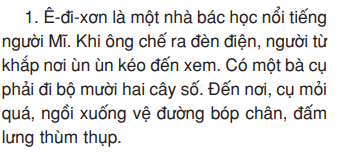 1. Ê-đi-xơn là một nhà bác học nổi tiếng
người Mĩ. Khi ông chế ra đèn điện, người từ
khắp nơi ùn ùn kéo đến xem. Có một bà cụ
phải đi bộ mười hai cây số. Đến nơi, cụ mỏi
quá, ngồi xuống vệ đường bóp chân, đấm
lưng thùm thụp.